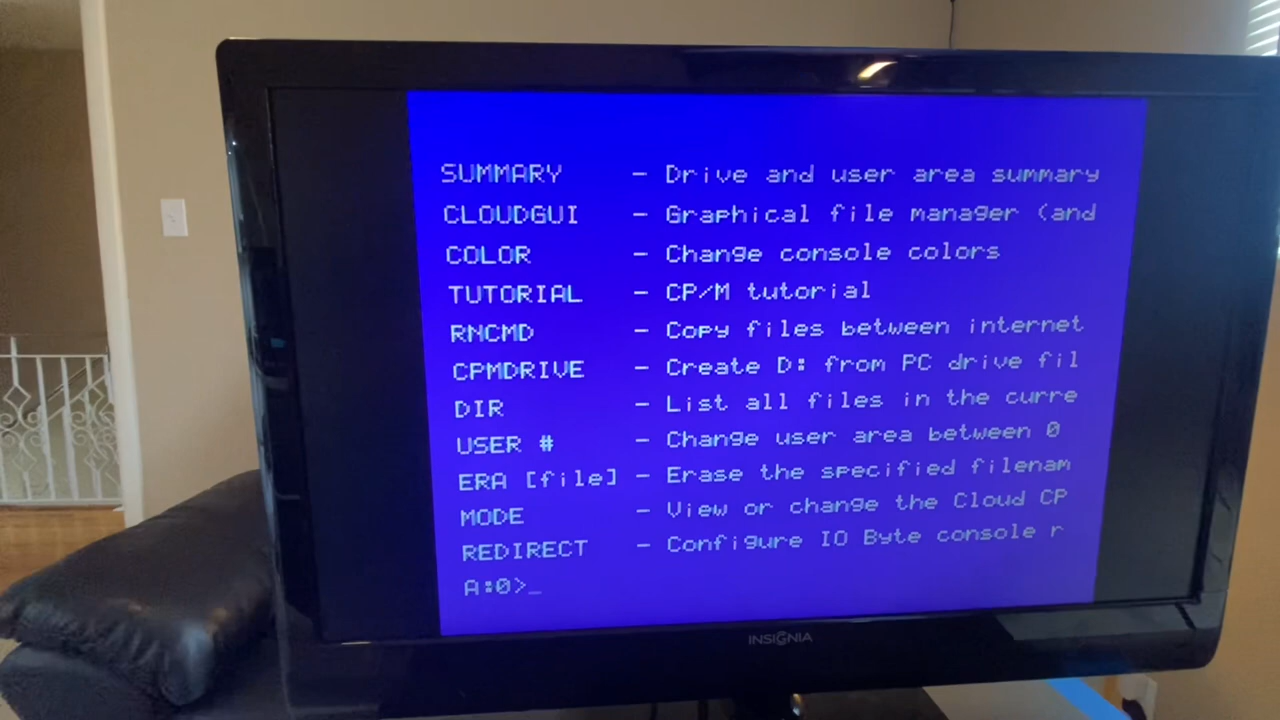 SUMMARY - Drive and user area summary
CLOUDGUI - Graphical file manager (and
COLOR - Change console colors
TUTORIAL - CP/M tutorial
RNCMD - Copy files between internet
CPMDRIVE - Create D: from PC drive fil
DIR - List all files in the curre
USER # - Change user area between 0
ERA [file] - Erase the specified filenam
MODE - View or change the Cloud CP
REDIRECT - Configure IO Byte console r
A:0>_
INSIGNIA